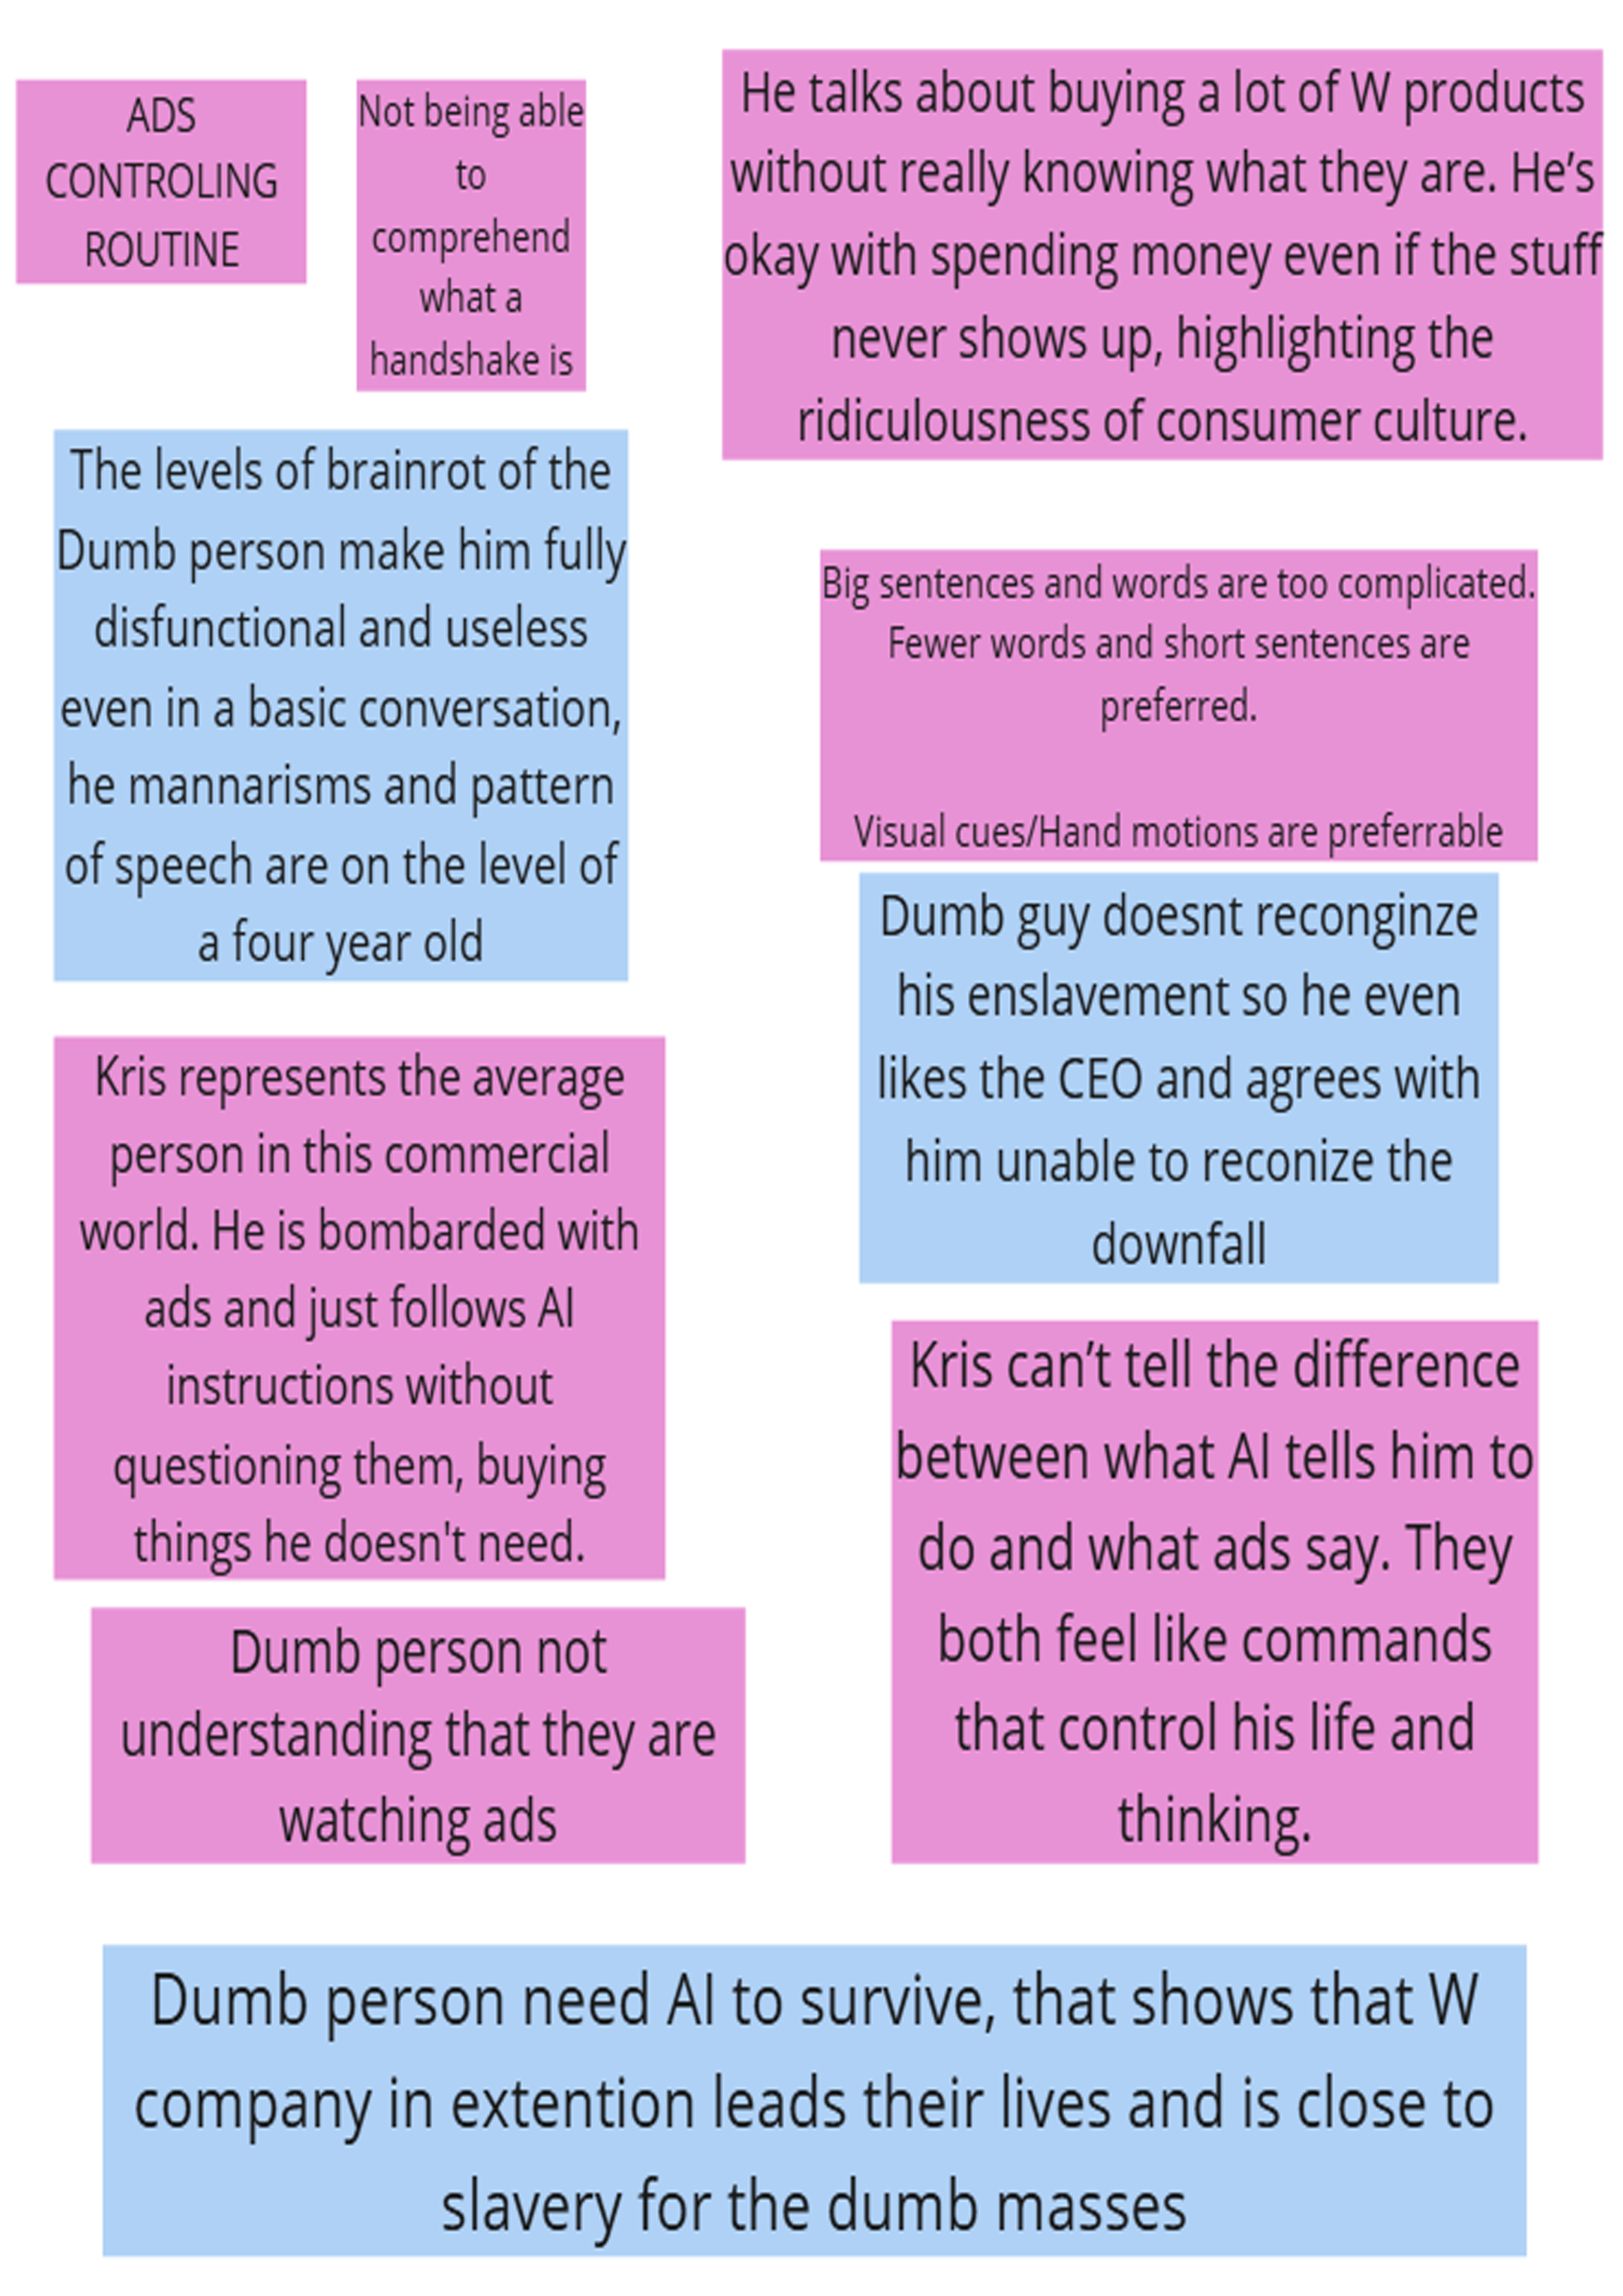 ADS
CONTROLING
ROUTINE
Not being able
to
comprehend
what a
handshake is
He talks about buying a lot of W products
without really knowing what they are. He’s
okay with spending money even if the stuff
never shows up, highlighting the
ridiculousness of consumer culture.
The levels of brainrot of the
Dumb person make him fully
disfunctional and useless
even in a basic conversation,
he mannarisms and pattern
of speech are on the level of
a four year old
Big sentences and words are too complicated.
Fewer words and short sentences are
preferred.
Visual cues/Hand motions are preferrable
Dumb guy doesnt reconginze
his enslavement so he even
likes the CEO and agrees with
him unable to reconize the
downfall
Kris represents the average
person in this commercial
world. He is bombarded with
ads and just follows AI
instructions without
questioning them, buying
things he doesn't need.
Kris can’t tell the difference
between what AI tells him to
do and what ads say. They
both feel like commands
that control his life and
thinking.
Dumb person not
understanding that they are
watching ads
Dumb person need AI to survive, that shows that W
company in extention leads their lives and is close to
slavery for the dumb masses